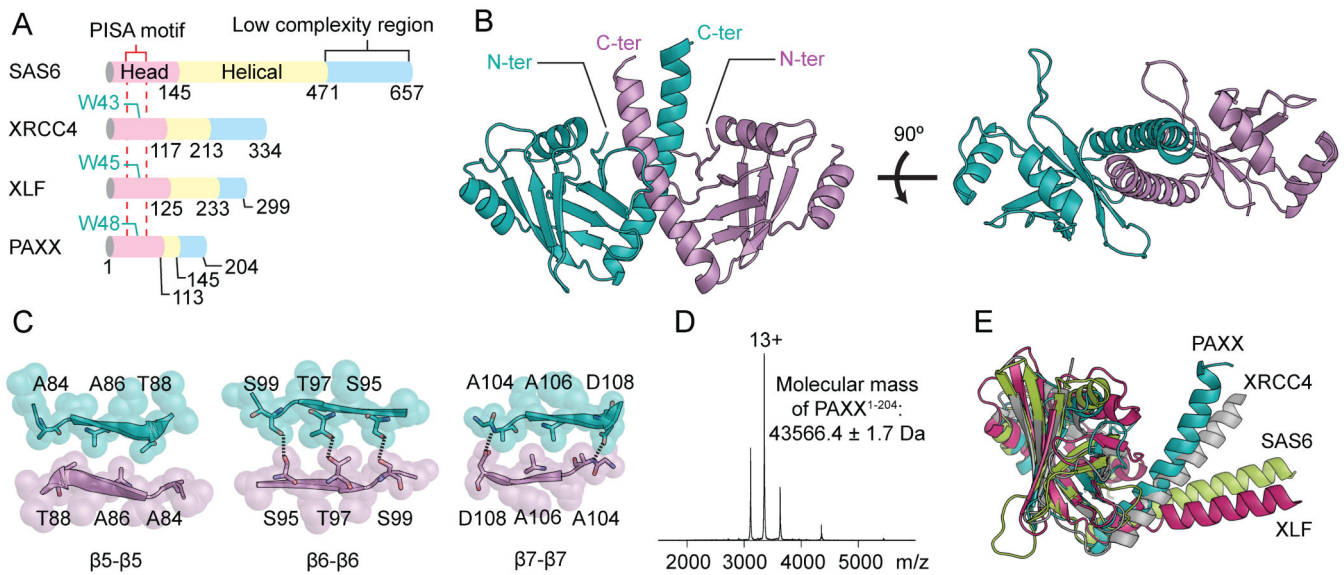 A
PISA motif
Low complexity region
SAS6
Head
Helical
145
471
657
W43
XRCC4
117
213
334
W45
XLF
125
233
299
W48
PAXX
1
113
145
204
B
C-ter
C-ter
N-ter
N-ter
90º
C
A84 A86 T88
T88 A86 A84
β5-β5
S99 T97 S95
S95 T97 S99
β6-β6
A104 A106 D108
D108 A106 A104
β7-β7
D
13+
Molecular mass
of PAXX¹⁻²⁰⁴:
43566.4 ± 1.7 Da
2000 3000 4000 5000 m/z
E
PAXX
XRCC4
SAS6
XLF